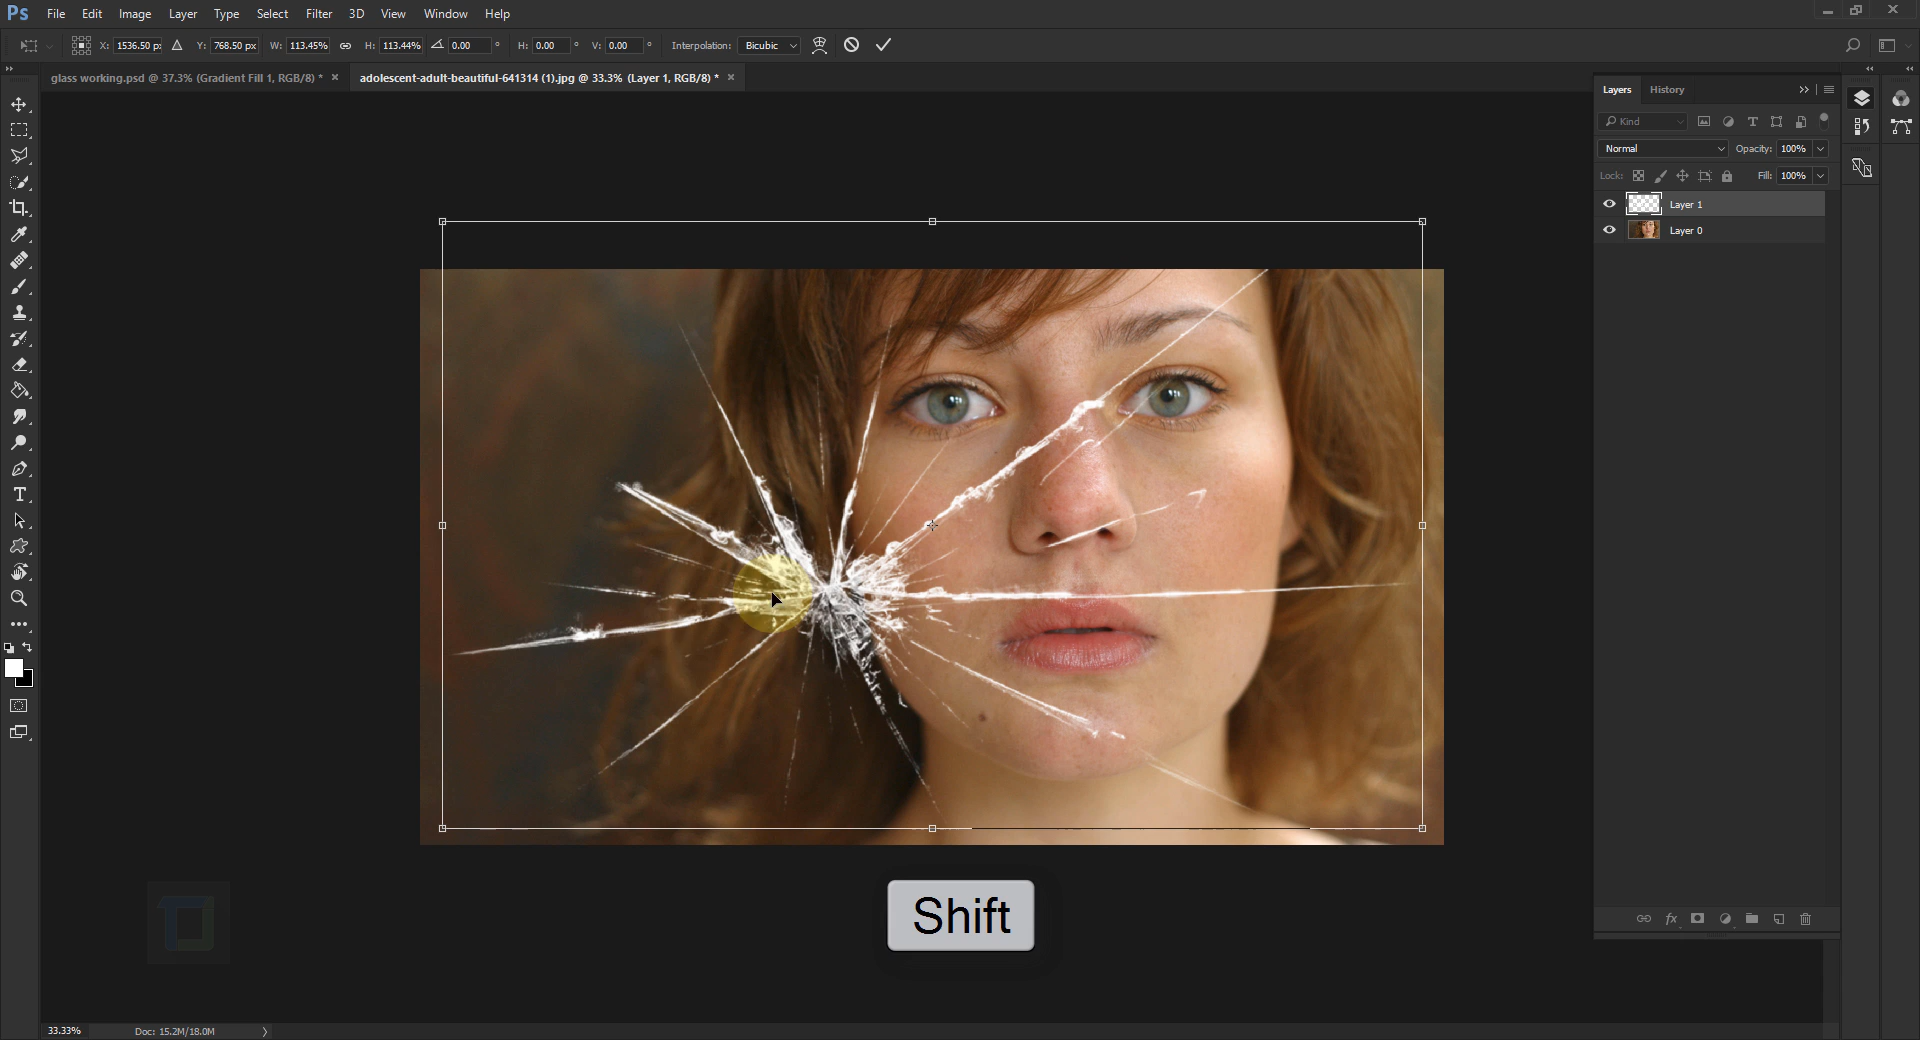 Ps File Edit Image Layer Type Select Filter 3D View Window Help
X: 1536.50 px Y: 768.50 px W: 113.45% H: 113.44% 0.00 ° H: 0.00 ° V: 0.00 ° Interpolation: Bicubic
glass working.psd @ 37.3% (Gradient Fill 1, RGB/8) * × adolescent-adult-beautiful-641314 (1).jpg @ 33.3% (Layer 1, RGB/8) * ×
Layers History
Kind
Normal Opacity: 100%
Lock: Fill: 100%
Layer 1
Layer 0
Shift
33.33% Doc: 15.2M/18.0M